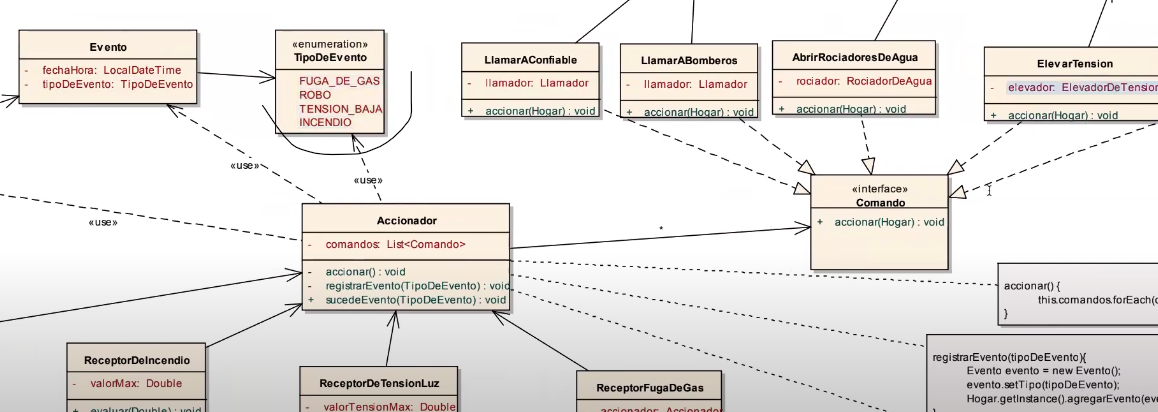 Evento
- fechaHora: LocalDateTime
- tipoDeEvento: TipoDeEvento
«enumeration»
TipoDeEvento
FUGA_DE_GAS
ROBO
TENSION_BAJA
INCENDIO
LlamarAConfiable
- llamador: Llamador
+ accionar(Hogar) : void
LlamarABomberos
- llamador: Llamador
+ accionar(Hogar) : void
AbrirRociadoresDeAgua
- rociador: RociadorDeAgua
+ accionar(Hogar) : void
ElevarTension
- elevador: ElevadorDeTension
+ accionar(Hogar) : void
«use»
«use»
«use»
«interface»
Comando
+ accionar(Hogar) : void
Accionador
- comandos: List<Comando>
- accionar() : void
- registrarEvento(TipoDeEvento) : void
+ sucedeEvento(TipoDeEvento) : void
*
accionar() {
this.comandos.forEach(
}
registrarEvento(tipoDeEvento){
Evento evento = new Evento();
evento.setTipo(tipoDeEvento);
Hogar.getInstance().agregarEvento(
ReceptorDeIncendio
- valorMax: Double
+ evaluar(Double) : void
ReceptorDeTensionLuz
- valorTensionMax: Double
ReceptorFugaDeGas
- accionador: Accionador